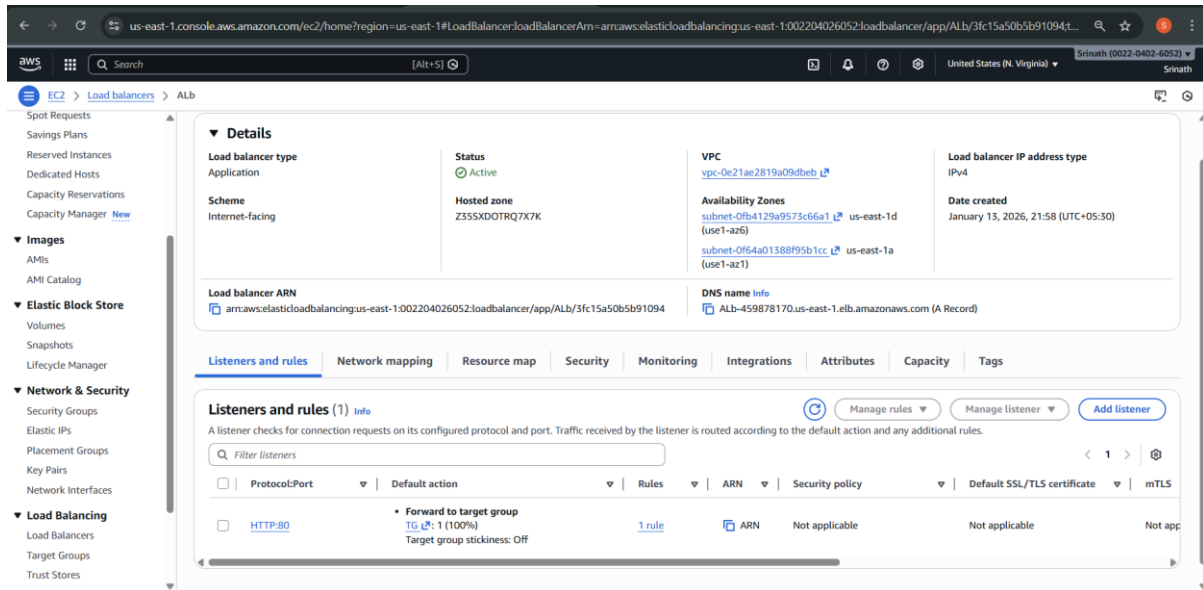 us-east-1.console.aws.amazon.com/ec2/home?region=us-east-1#LoadBalancer:loadBalancerArn=arn:aws:elasticloadbalancing:us-east-1:002204026052:loadbalancer/app/ALb/3fc15a50b5b91094;t...
S
aws
Search
[Alt+S]
United States (N. Virginia)
Srinath (0022-0402-6052)
Srinath
EC2 > Load balancers > ALb
Spot Requests
Savings Plans
Reserved Instances
Dedicated Hosts
Capacity Reservations
Capacity Manager New
Images
AMIs
AMI Catalog
Elastic Block Store
Volumes
Snapshots
Lifecycle Manager
Network & Security
Security Groups
Elastic IPs
Placement Groups
Key Pairs
Network Interfaces
Load Balancing
Load Balancers
Target Groups
Trust Stores
Details
Load balancer type
Application
Status
Active
VPC
vpc-0e21ae2819a09dbeb
Load balancer IP address type
IPv4
Scheme
Internet-facing
Hosted zone
Z35SXDOTRQ7X7K
Availability Zones
subnet-0fb4129a9573c66a1 us-east-1d
(use1-az6)
subnet-0f64a01388f95b1cc us-east-1a
(use1-az1)
Date created
January 13, 2026, 21:58 (UTC+05:30)
Load balancer ARN
arn:aws:elasticloadbalancing:us-east-1:002204026052:loadbalancer/app/ALb/3fc15a50b5b91094
DNS name Info
ALb-459878170.us-east-1.elb.amazonaws.com (A Record)
Listeners and rules Network mapping Resource map Security Monitoring Integrations Attributes Capacity Tags
Listeners and rules (1) Info
Manage rules
Manage listener
Add listener
A listener checks for connection requests on its configured protocol and port. Traffic received by the listener is routed according to the default action and any additional rules.
Filter listeners
1
Protocol:Port Default action Rules ARN Security policy Default SSL/TLS certificate mTLS
HTTP:80
• Forward to target group
TG : 1 (100%)
Target group stickiness: Off
1 rule
ARN
Not applicable
Not applicable
Not app